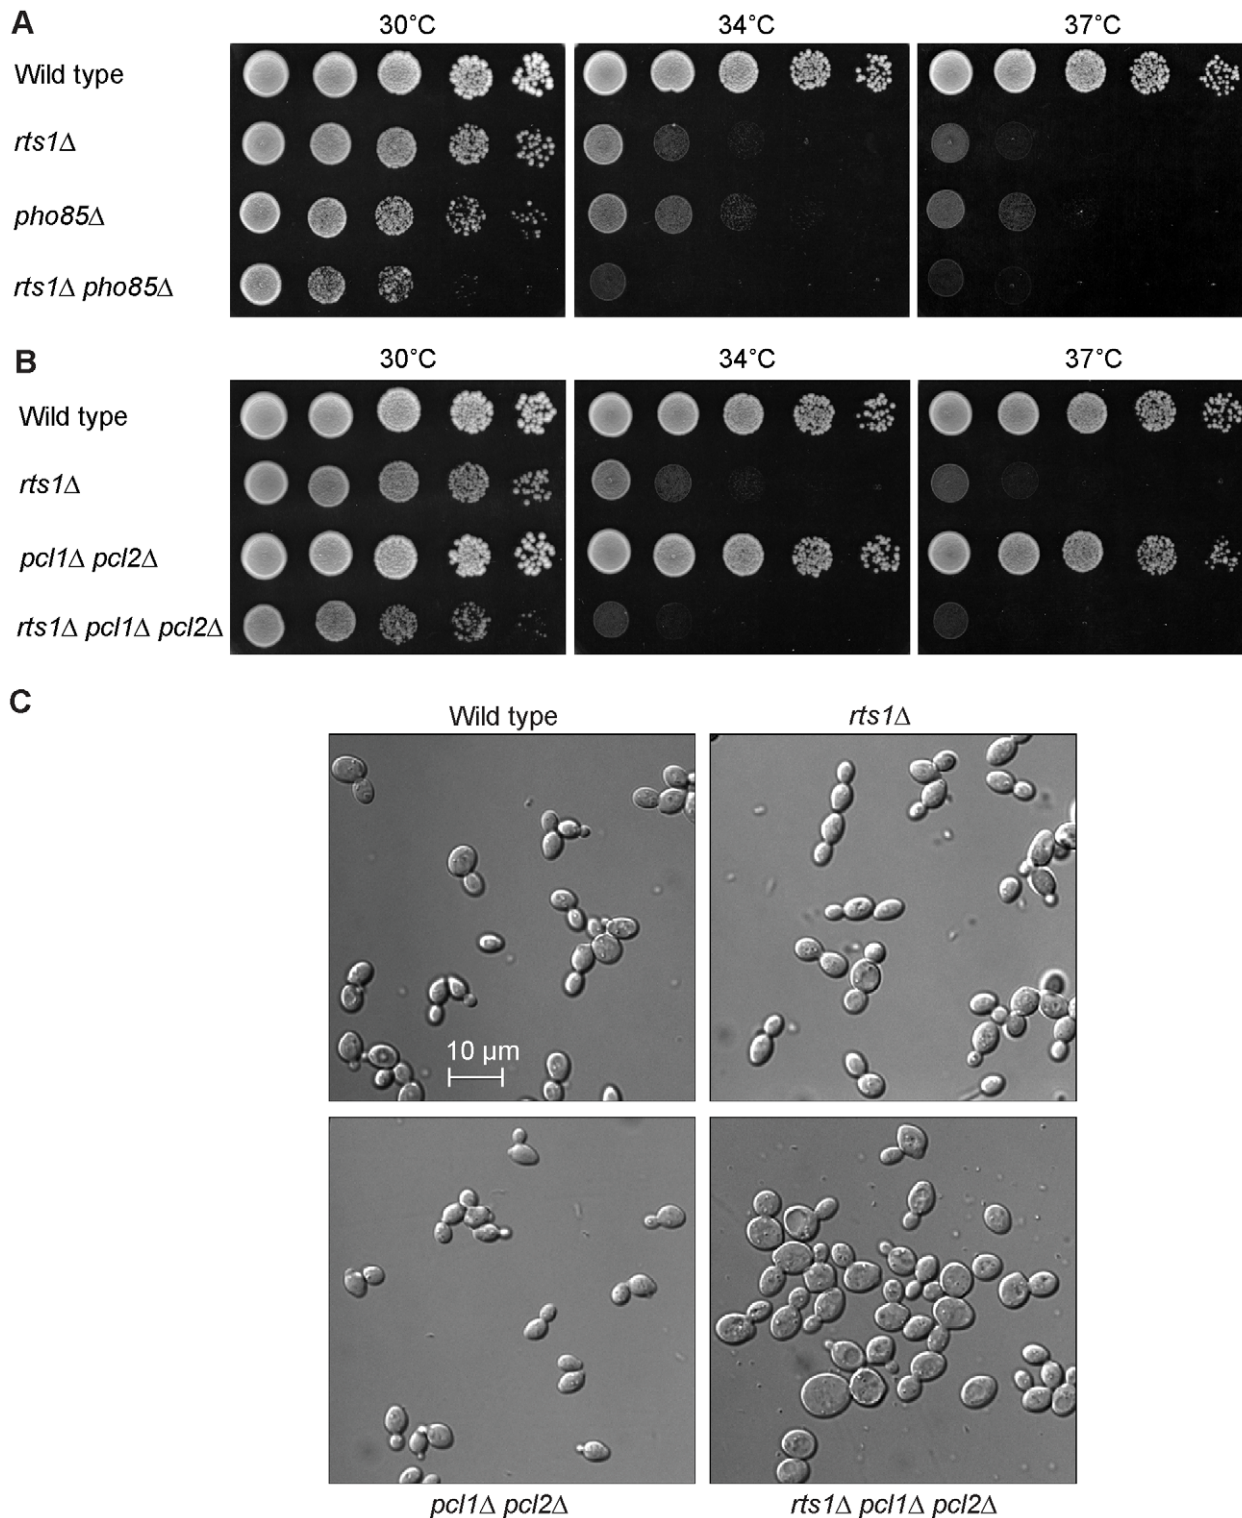 A
30°C 34°C 37°C
Wild type
rts1Δ
pho85Δ
rts1Δ pho85Δ
B
30°C 34°C 37°C
Wild type
rts1Δ
pcl1Δ pcl2Δ
rts1Δ pcl1Δ pcl2Δ
C
Wild type rts1Δ
10 µm
pcl1Δ pcl2Δ rts1Δ pcl1Δ pcl2Δ